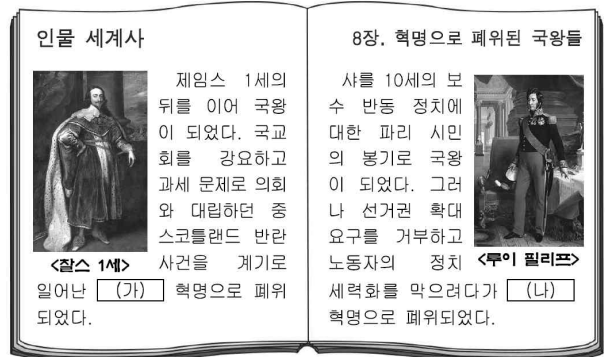 인물 세계사
제임스 1세의
뒤를 이어 국왕
이 되었다. 국교
회를 강요하고
과세 문제로 의회
와 대립하던 중
스코틀랜드 반란
<찰스 1세> 사건을 계기로
일어난 (가) 혁명으로 폐위
되었다.
8장. 혁명으로 폐위된 국왕들
샤를 10세의 보
수 반동 정치에
대한 파리 시민
의 봉기로 국왕
이 되었다. 그러
나 선거권 확대
요구를 거부하고
노동자의 정치 <루이 필리프>
세력화를 막으려다가 (나)
혁명으로 폐위되었다.